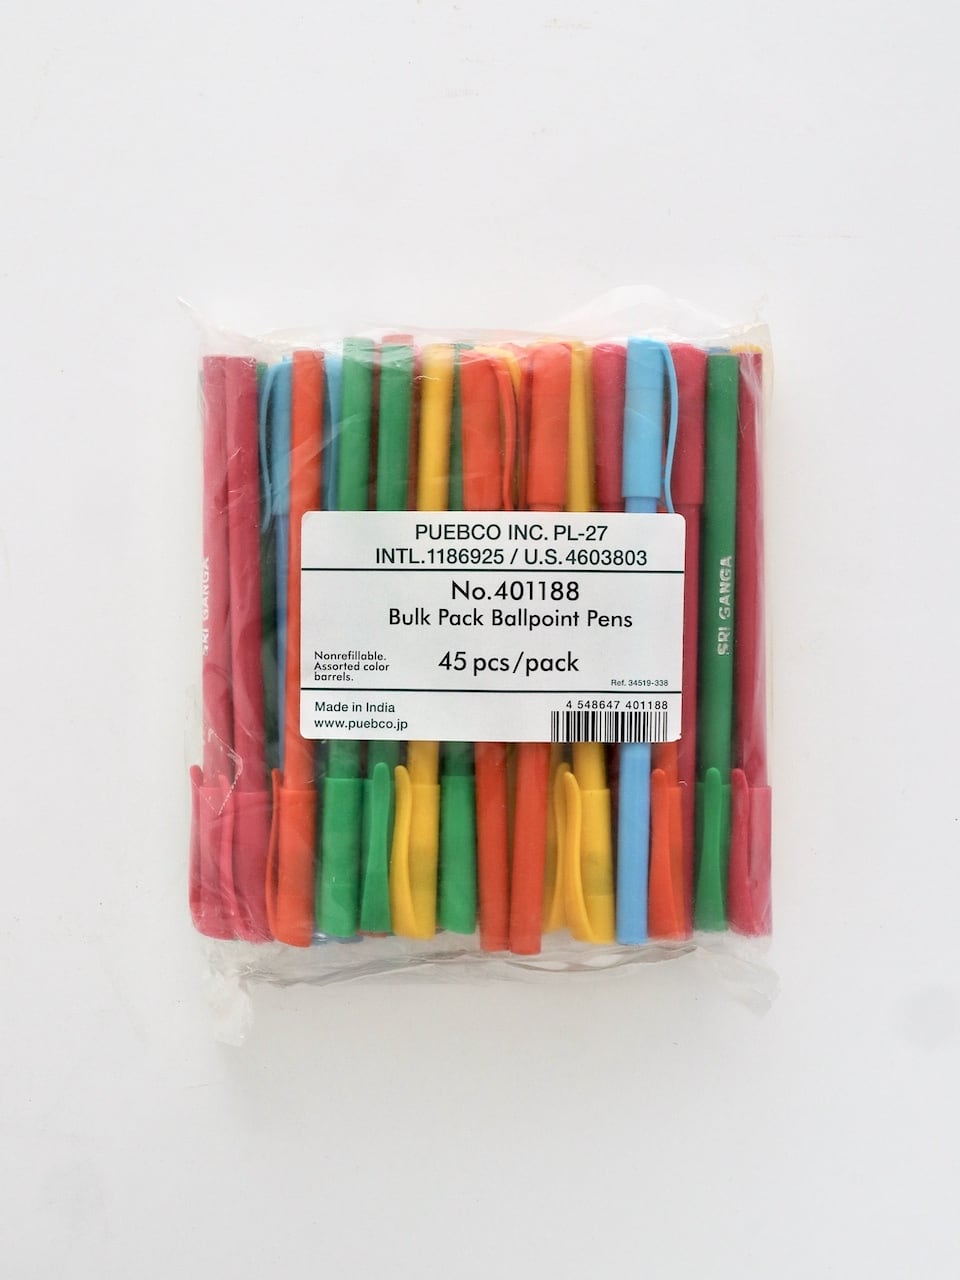 PUEBCO INC. PL-27
INTL.1186925 / U.S.4603803
No.401188
Bulk Pack Ballpoint Pens
Nonrefillable.
Assorted color
barrels.
45 pcs/pack
Ref. 34519-338
Made in India
www.puebco.jp
4 548647 401188
SRI GANGA
SRI GANGA